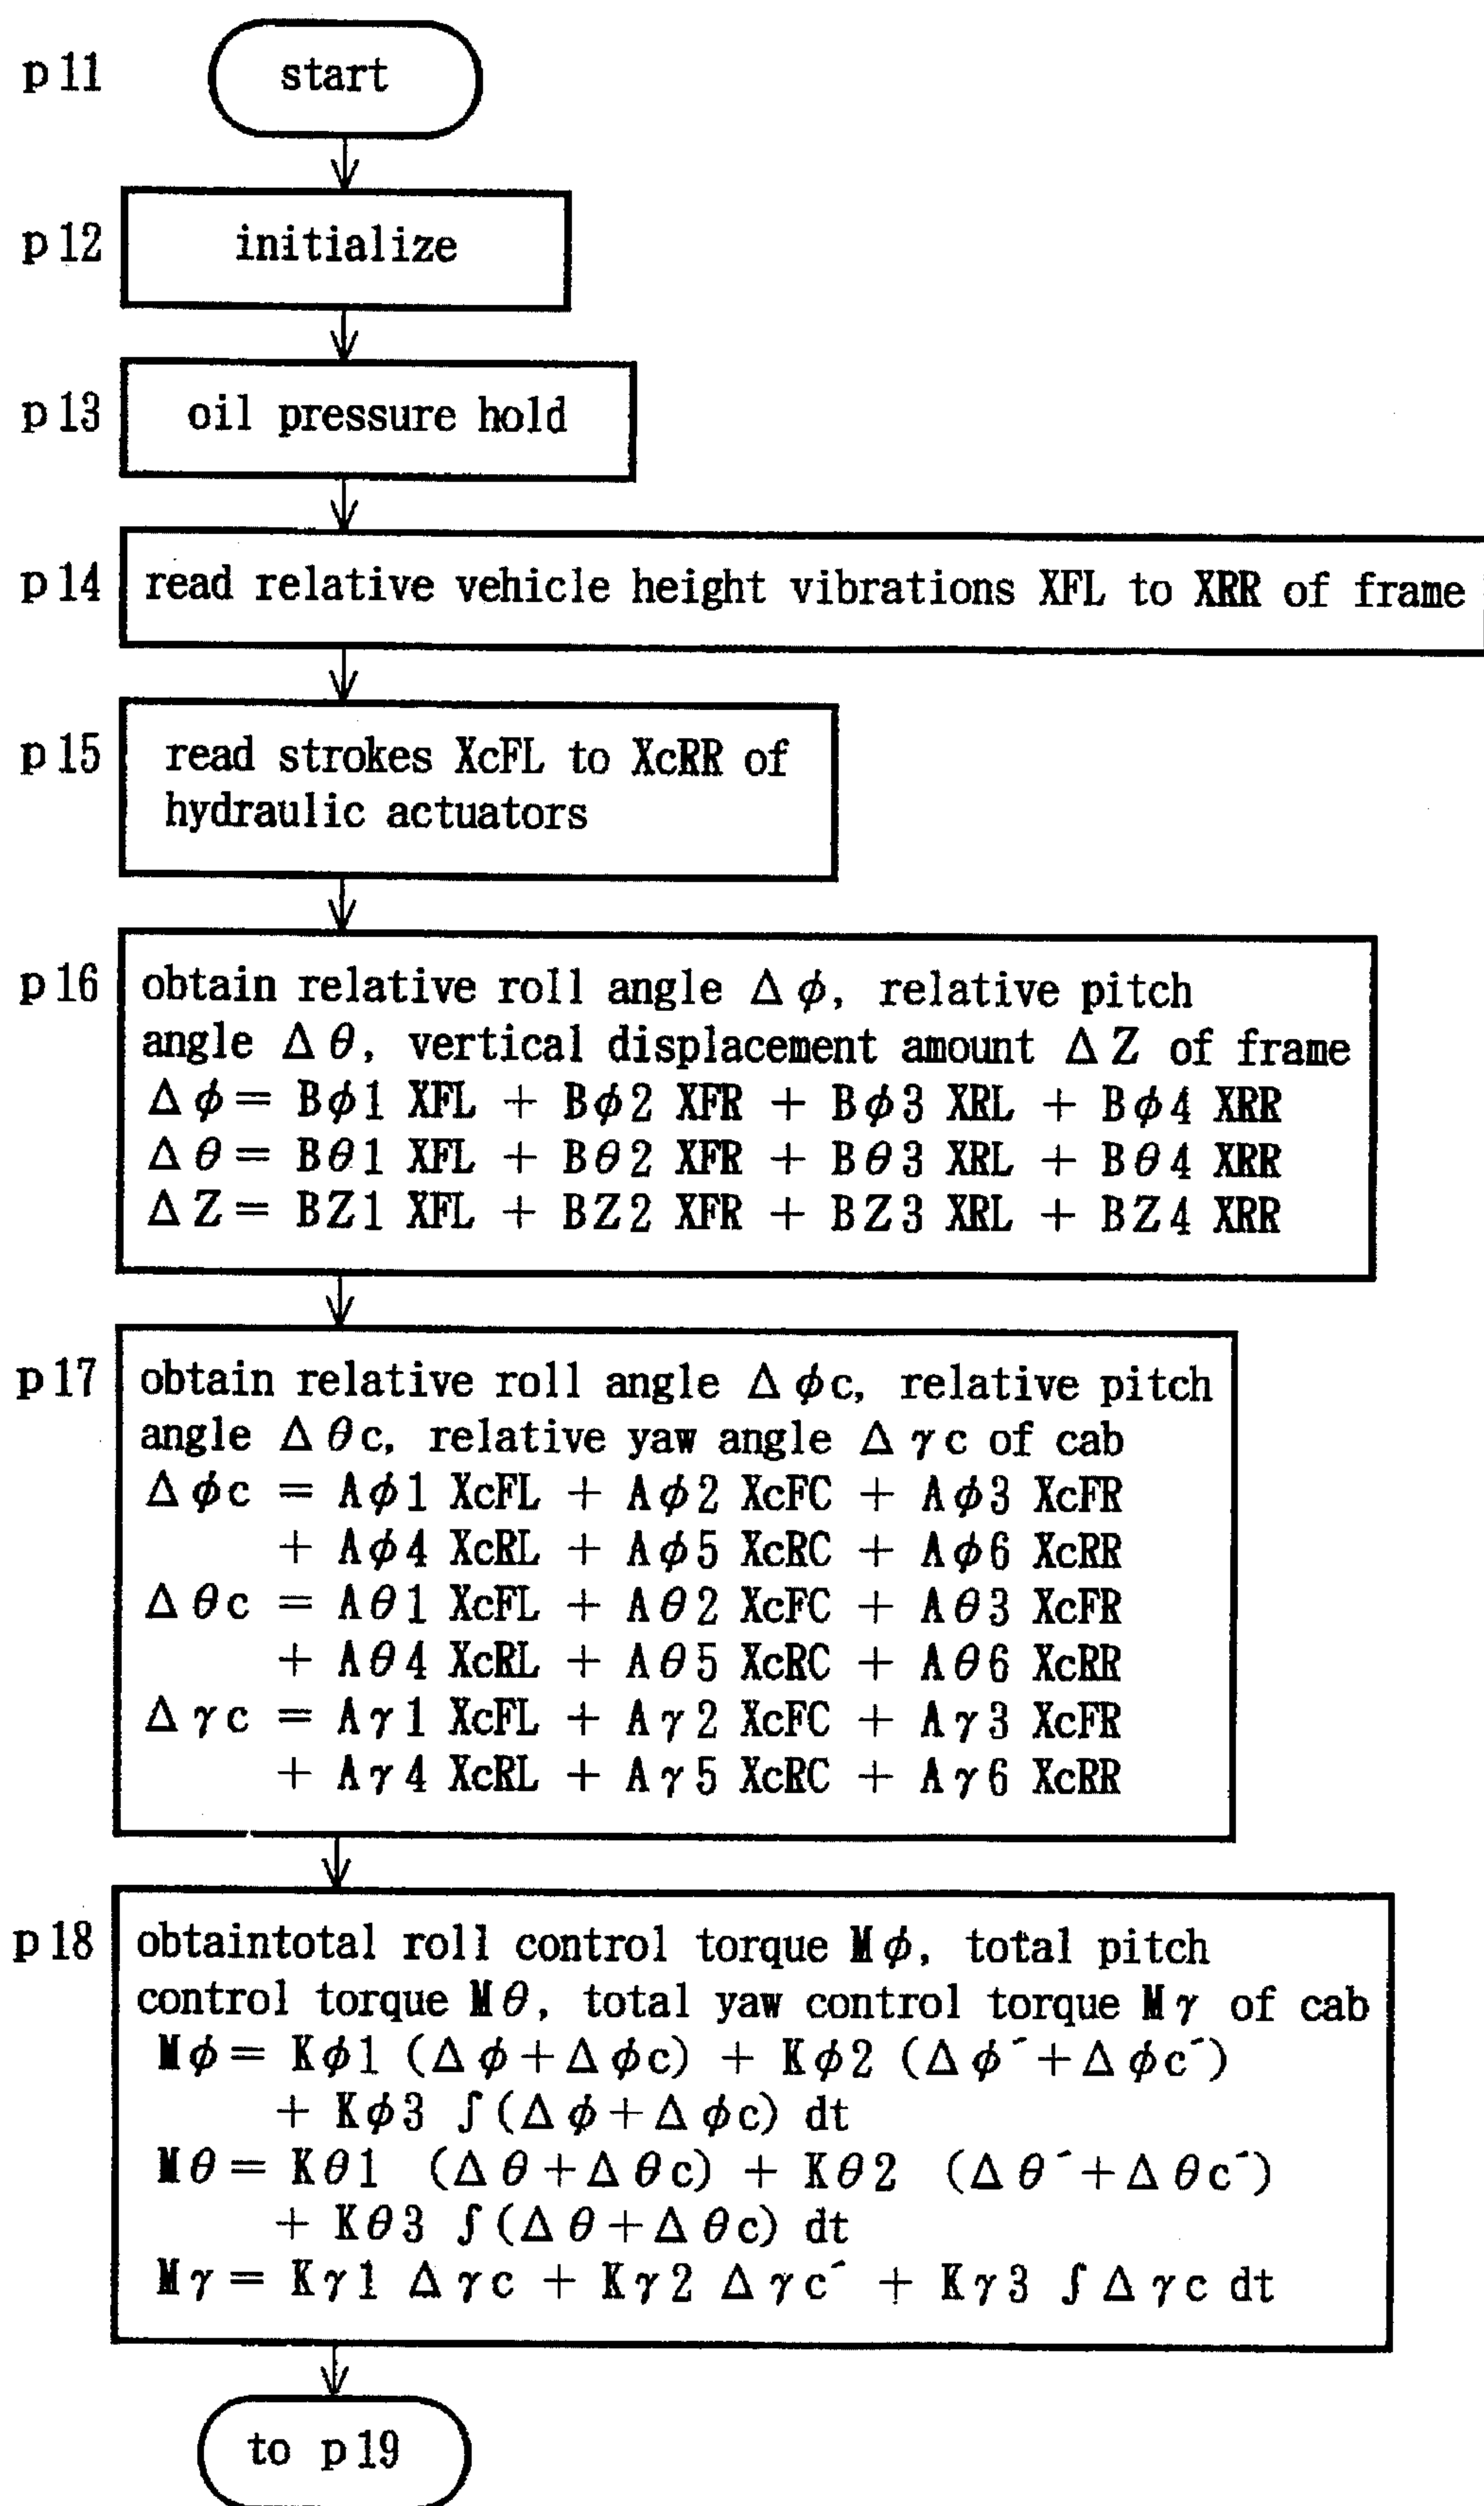 p11 start
p12 initialize
p13 oil pressure hold
p14 read relative vehicle height vibrations XFL to XRR of frame
p15 read strokes XcFL to XcRR of
hydraulic actuators
p16 obtain relative roll angle Δϕ, relative pitch
angle Δθ, vertical displacement amount ΔZ of frame
Δϕ= Bϕ1 XFL + Bϕ2 XFR + Bϕ3 XRL + Bϕ4 XRR
Δθ= Bθ1 XFL + Bθ2 XFR + Bθ3 XRL + Bθ4 XRR
ΔZ= BZ1 XFL + BZ2 XFR + BZ3 XRL + BZ4 XRR
p17 obtain relative roll angle Δϕc, relative pitch
angle Δθc, relative yaw angle Δγc of cab
Δϕc = Aϕ1 XcFL + Aϕ2 XcFC + Aϕ3 XcFR
+ Aϕ4 XcRL + Aϕ5 XcRC + Aϕ6 XcRR
Δθc = Aθ1 XcFL + Aθ2 XcFC + Aθ3 XcFR
+ Aθ4 XcRL + Aθ5 XcRC + Aθ6 XcRR
Δγc = Aγ1 XcFL + Aγ2 XcFC + Aγ3 XcFR
+ Aγ4 XcRL + Aγ5 XcRC + Aγ6 XcRR
p18 obtaintotal roll control torque Mϕ, total pitch
control torque Mθ, total yaw control torque Mγ of cab
Mϕ= Kϕ1 (Δϕ+Δϕc) + Kϕ2 (Δϕ´+Δϕc´)
+ Kϕ3 ∫(Δϕ+Δϕc) dt
Mθ= Kθ1 (Δθ+Δθc) + Kθ2 (Δθ´+Δθc´)
+ Kθ3 ∫(Δθ+Δθc) dt
Mγ= Kγ1 Δγc + Kγ2 Δγc´ + Kγ3 ∫Δγc dt
to p19